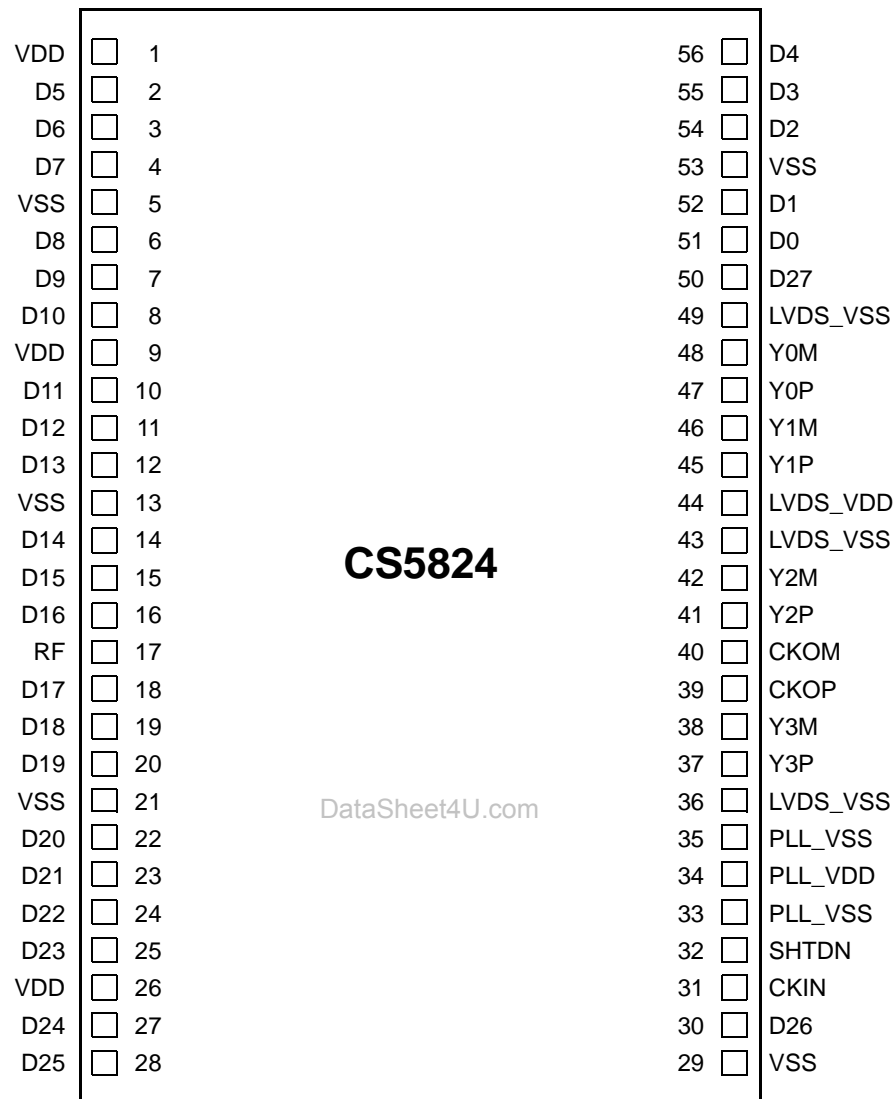 VDD 1 56 D4
D5 2 55 D3
D6 3 54 D2
D7 4 53 VSS
VSS 5 52 D1
D8 6 51 D0
D9 7 50 D27
D10 8 49 LVDS_VSS
VDD 9 48 Y0M
D11 10 47 Y0P
D12 11 46 Y1M
D13 12 45 Y1P
VSS 13 44 LVDS_VDD
D14 14 43 LVDS_VSS
CS5824
D15 15 42 Y2M
D16 16 41 Y2P
RF 17 40 CKOM
D17 18 39 CKOP
D18 19 38 Y3M
D19 20 37 Y3P
VSS 21 DataSheet4U.com 36 LVDS_VSS
D20 22 35 PLL_VSS
D21 23 34 PLL_VDD
D22 24 33 PLL_VSS
D23 25 32 SHTDN
VDD 26 31 CKIN
D24 27 30 D26
D25 28 29 VSS